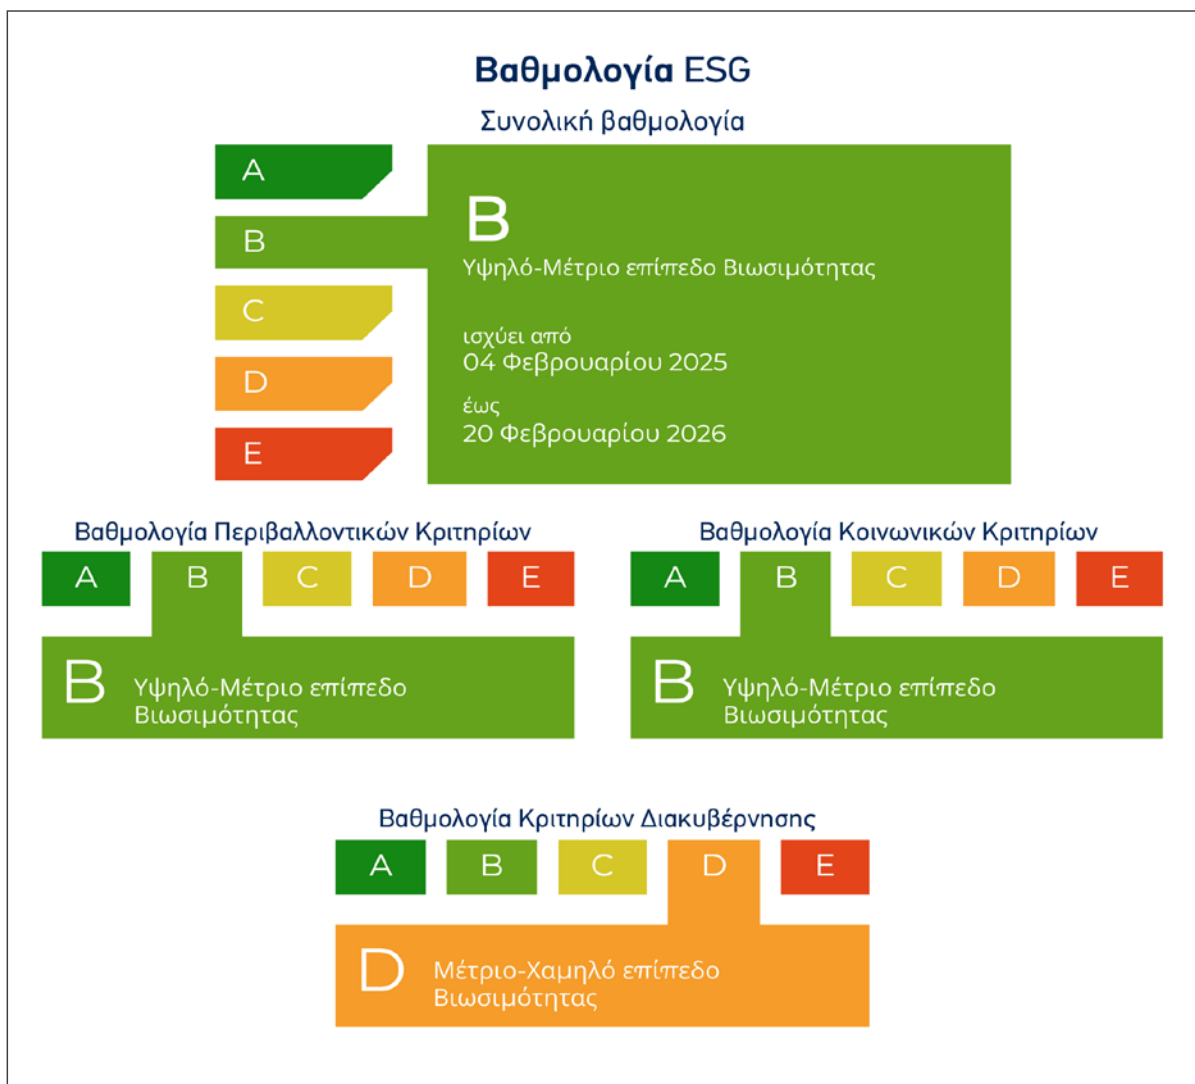 Βαθμολογία ESG
Συνολική βαθμολογία
A
B
C
D
E
B
Υψηλό-Μέτριο επίπεδο Βιωσιμότητας
ισχύει από
04 Φεβρουαρίου 2025
έως
20 Φεβρουαρίου 2026
Βαθμολογία Περιβαλλοντικών Κριτηρίων
A B C D E
B Υψηλό-Μέτριο επίπεδο
Βιωσιμότητας
Βαθμολογία Κοινωνικών Κριτηρίων
A B C D E
B Υψηλό-Μέτριο επίπεδο
Βιωσιμότητας
Βαθμολογία Κριτηρίων Διακυβέρνησης
A B C D E
D Μέτριο-Χαμηλό επίπεδο
Βιωσιμότητας